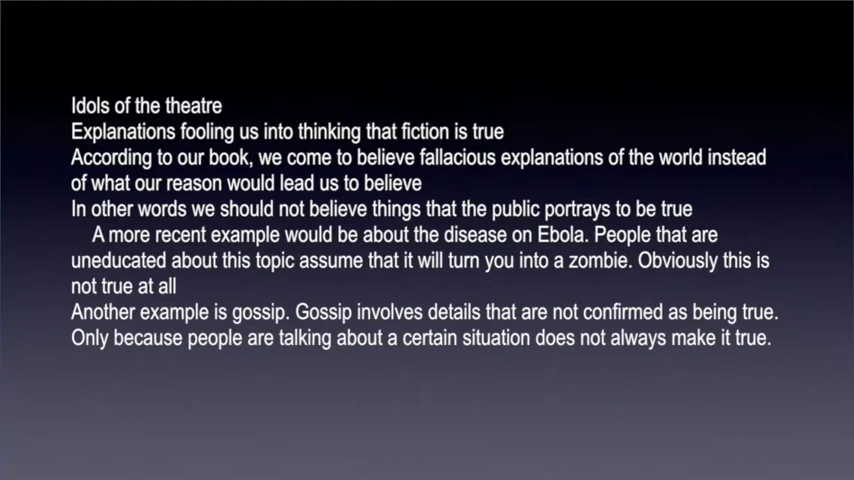 Idols of the theatre
Explanations fooling us into thinking that fiction is true
According to our book, we come to believe fallacious explanations of the world instead
of what our reason would lead us to believe
In other words we should not believe things that the public portrays to be true
A more recent example would be about the disease on Ebola. People that are
uneducated about this topic assume that it will turn you into a zombie. Obviously this is
not true at all
Another example is gossip. Gossip involves details that are not confirmed as being true.
Only because people are talking about a certain situation does not always make it true.